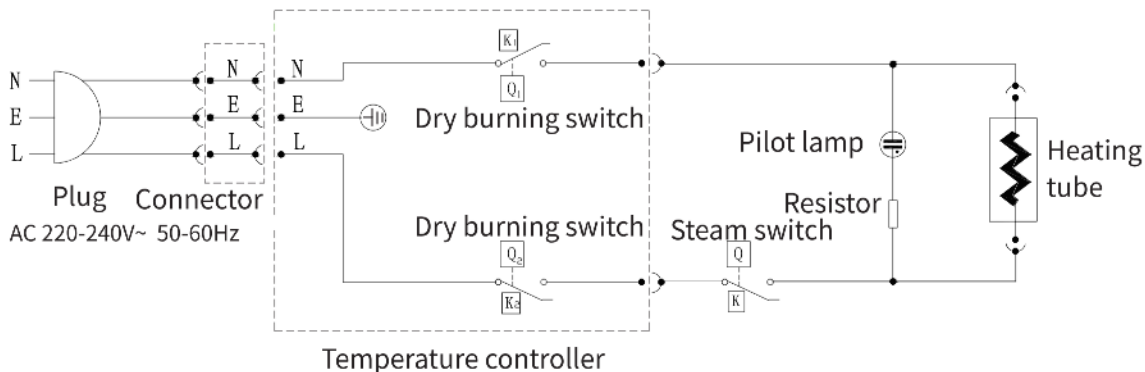 K1
N
N
N
Q1
E
E
E
Dry burning switch
L
L
L
Pilot lamp
Heating
tube
Plug
Connector
Resistor
AC 220-240V~ 50-60Hz
Dry burning switch
Steam switch
Q2
Q
K2
K
Temperature controller